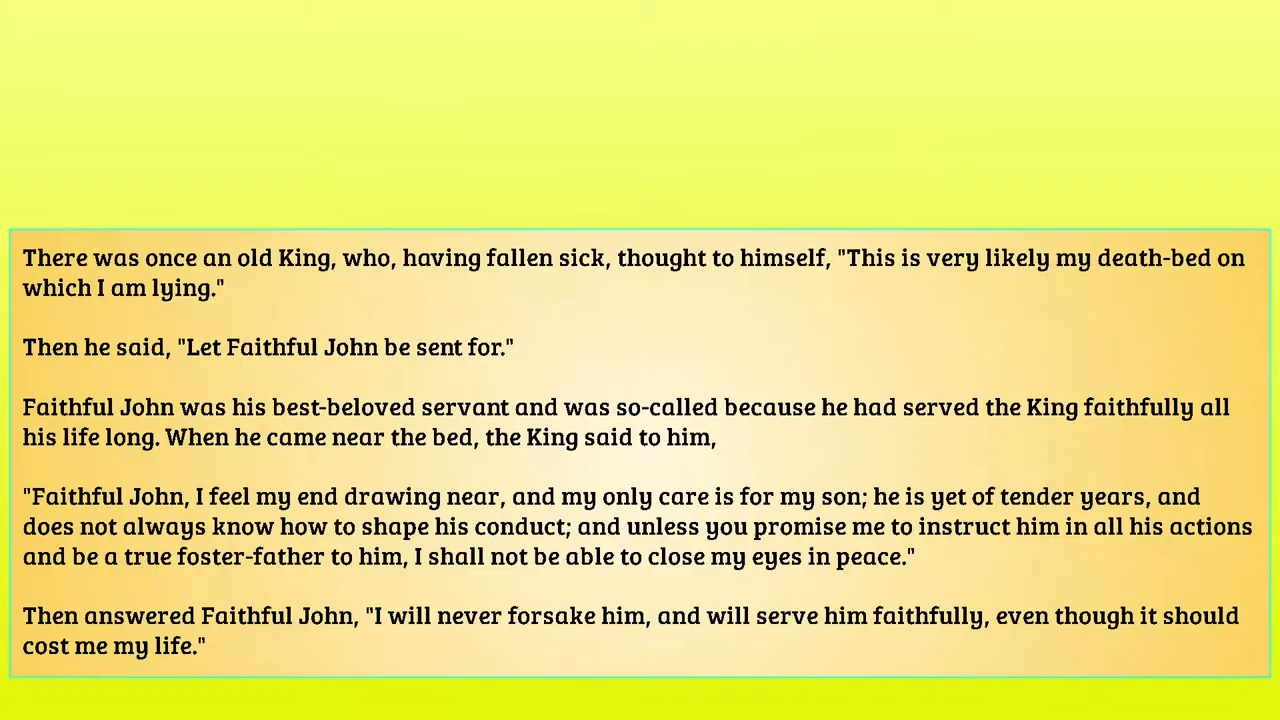 There was once an old King, who, having fallen sick, thought to himself, "This is very likely my death-bed on
which I am lying."
Then he said, "Let Faithful John be sent for."
Faithful John was his best-beloved servant and was so-called because he had served the King faithfully all
his life long. When he came near the bed, the King said to him,
"Faithful John, I feel my end drawing near, and my only care is for my son; he is yet of tender years, and
does not always know how to shape his conduct; and unless you promise me to instruct him in all his actions
and be a true foster-father to him, I shall not be able to close my eyes in peace."
Then answered Faithful John, "I will never forsake him, and will serve him faithfully, even though it should
cost me my life."